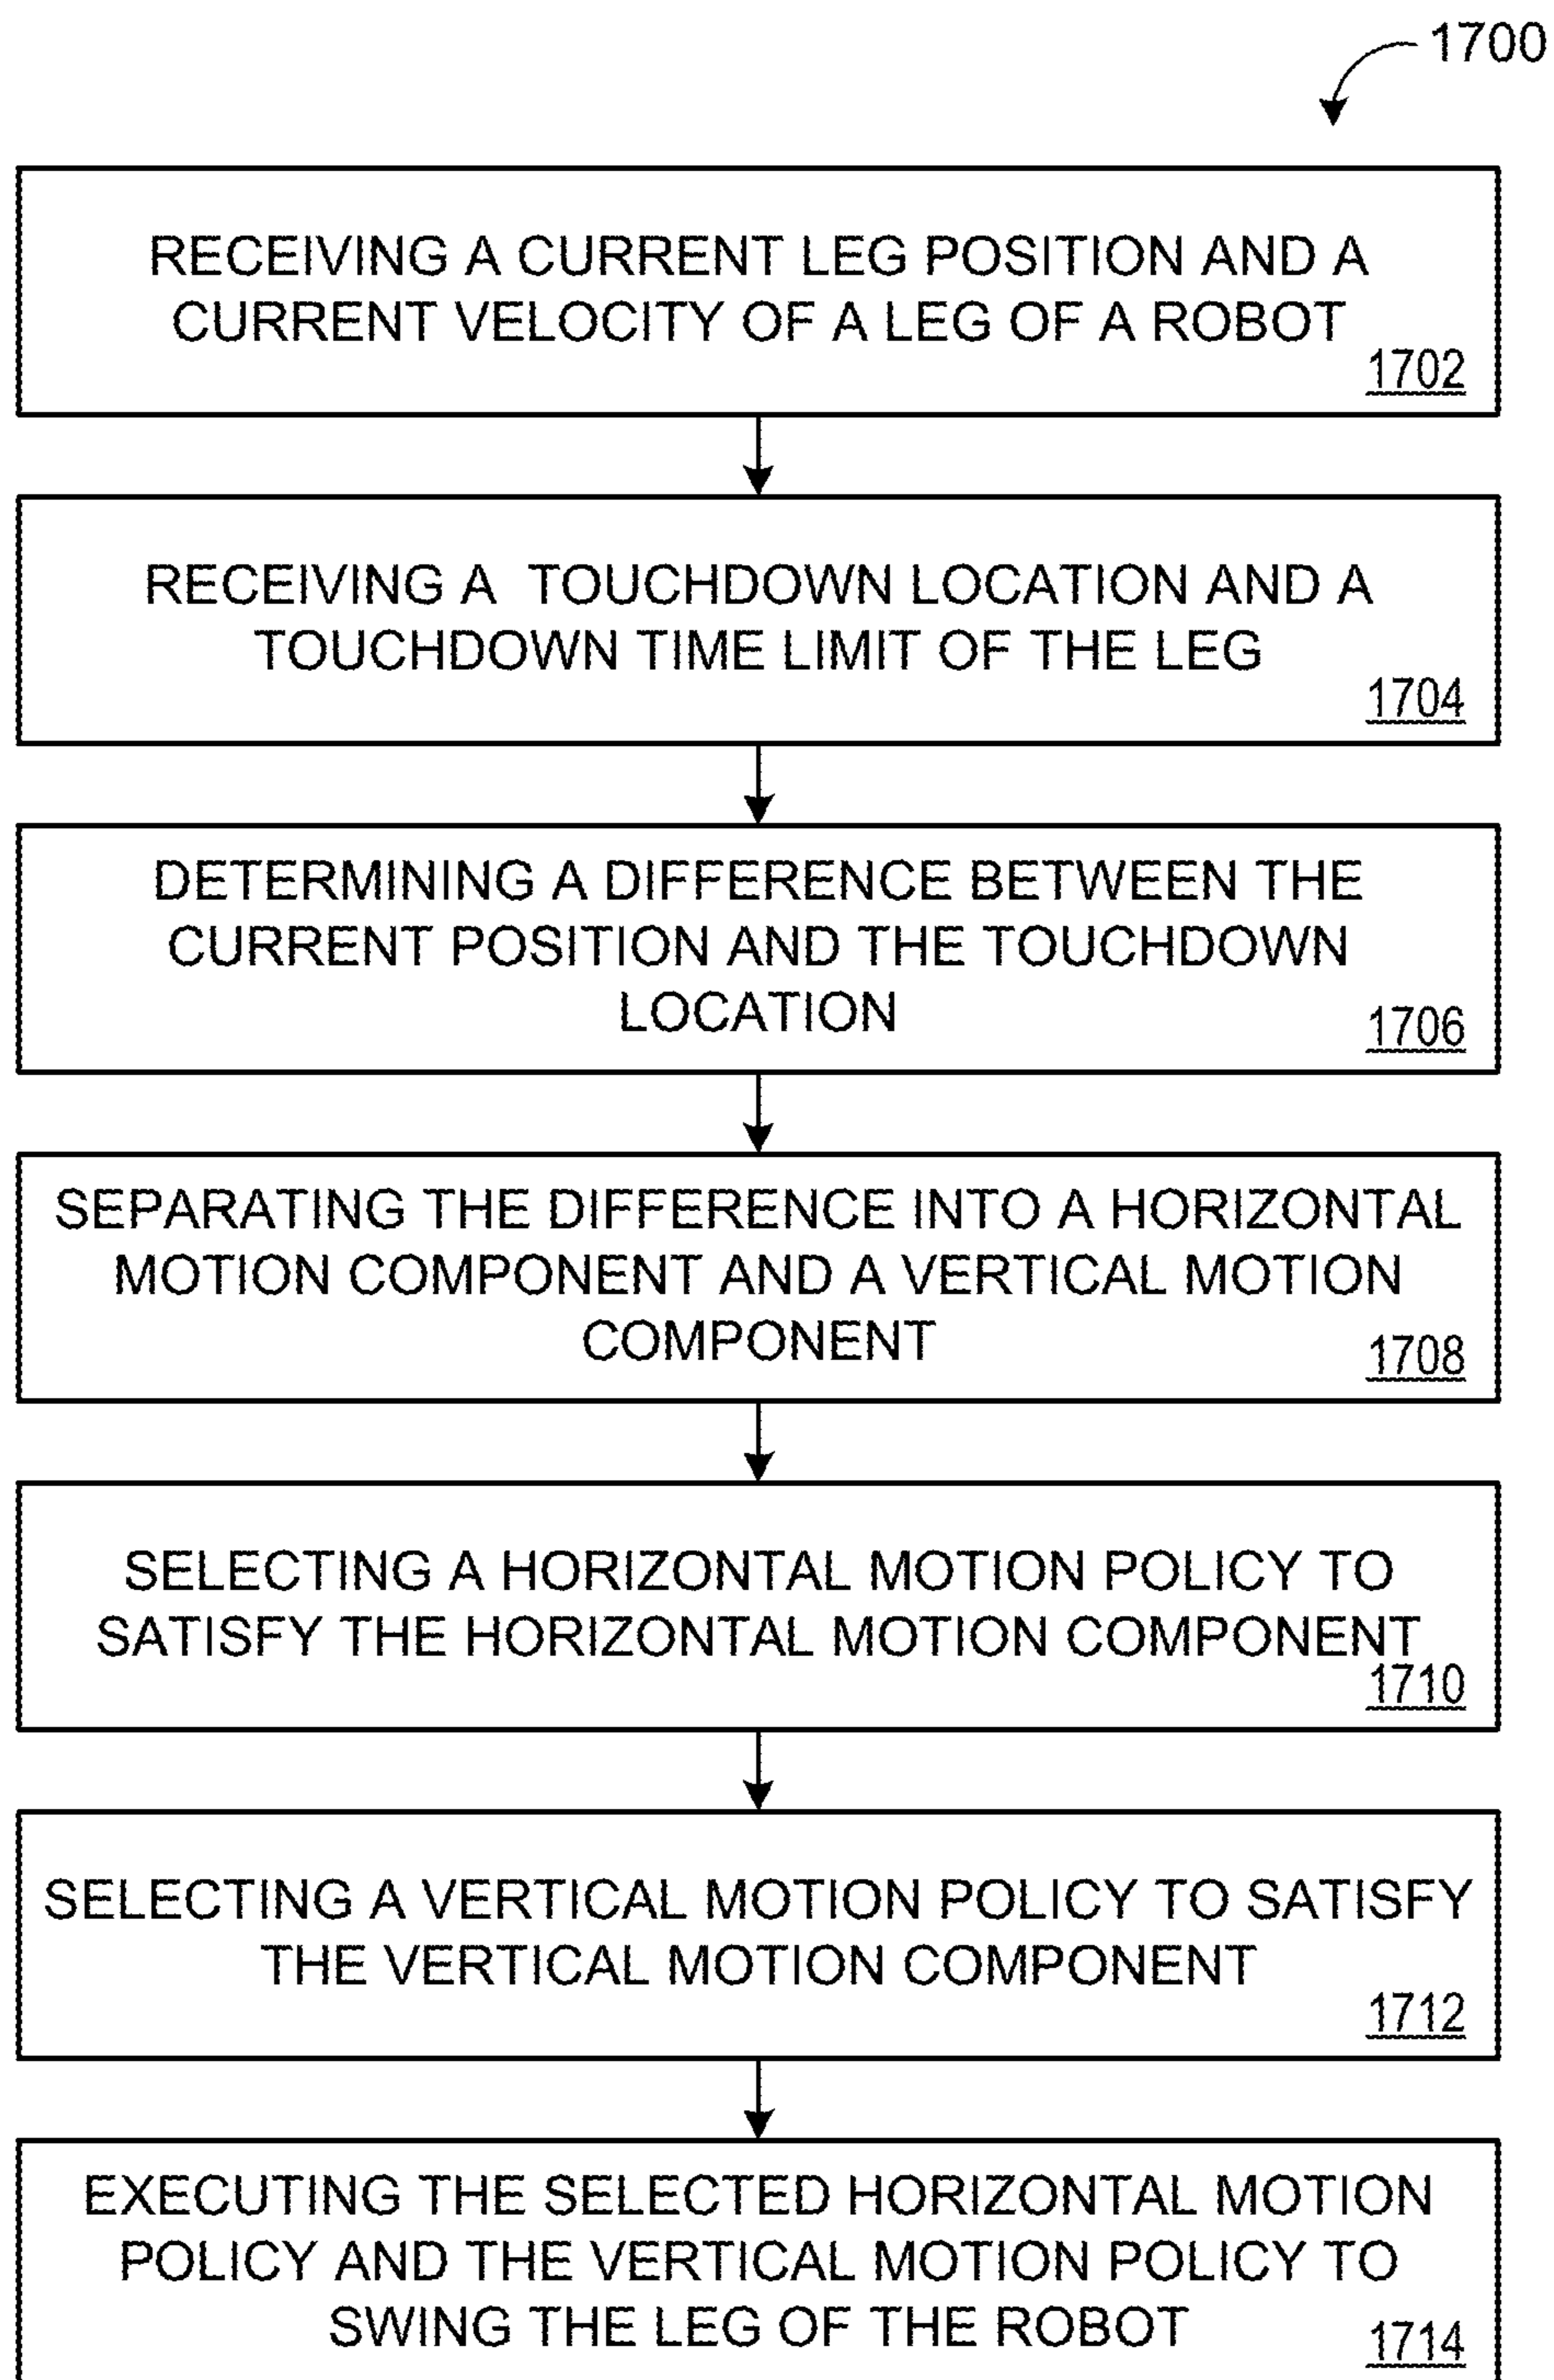 1700
RECEIVING A CURRENT LEG POSITION AND A
CURRENT VELOCITY OF A LEG OF A ROBOT
1702
RECEIVING A TOUCHDOWN LOCATION AND A
TOUCHDOWN TIME LIMIT OF THE LEG
1704
DETERMINING A DIFFERENCE BETWEEN THE
CURRENT POSITION AND THE TOUCHDOWN
LOCATION
1706
SEPARATING THE DIFFERENCE INTO A HORIZONTAL
MOTION COMPONENT AND A VERTICAL MOTION
COMPONENT
1708
SELECTING A HORIZONTAL MOTION POLICY TO
SATISFY THE HORIZONTAL MOTION COMPONENT
1710
SELECTING A VERTICAL MOTION POLICY TO SATISFY
THE VERTICAL MOTION COMPONENT
1712
EXECUTING THE SELECTED HORIZONTAL MOTION
POLICY AND THE VERTICAL MOTION POLICY TO
SWING THE LEG OF THE ROBOT
1714